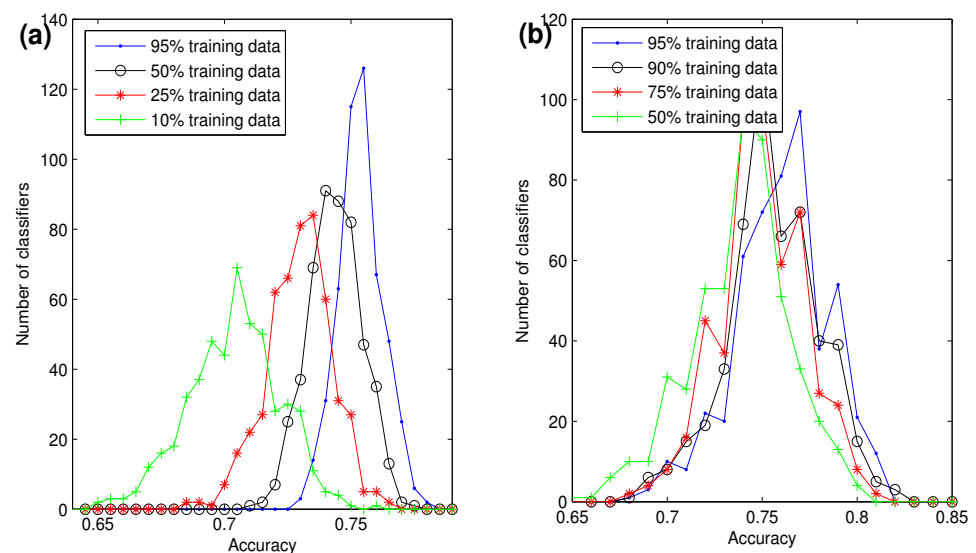 (a)
140
120
100
80
60
40
20
0
Number of classifiers
95% training data
50% training data
25% training data
10% training data
0.65
0.7
0.75
Accuracy
(b)
120
100
80
60
40
20
0
Number of classifiers
95% training data
90% training data
75% training data
50% training data
0.65
0.7
0.75
0.8
0.85
Accuracy